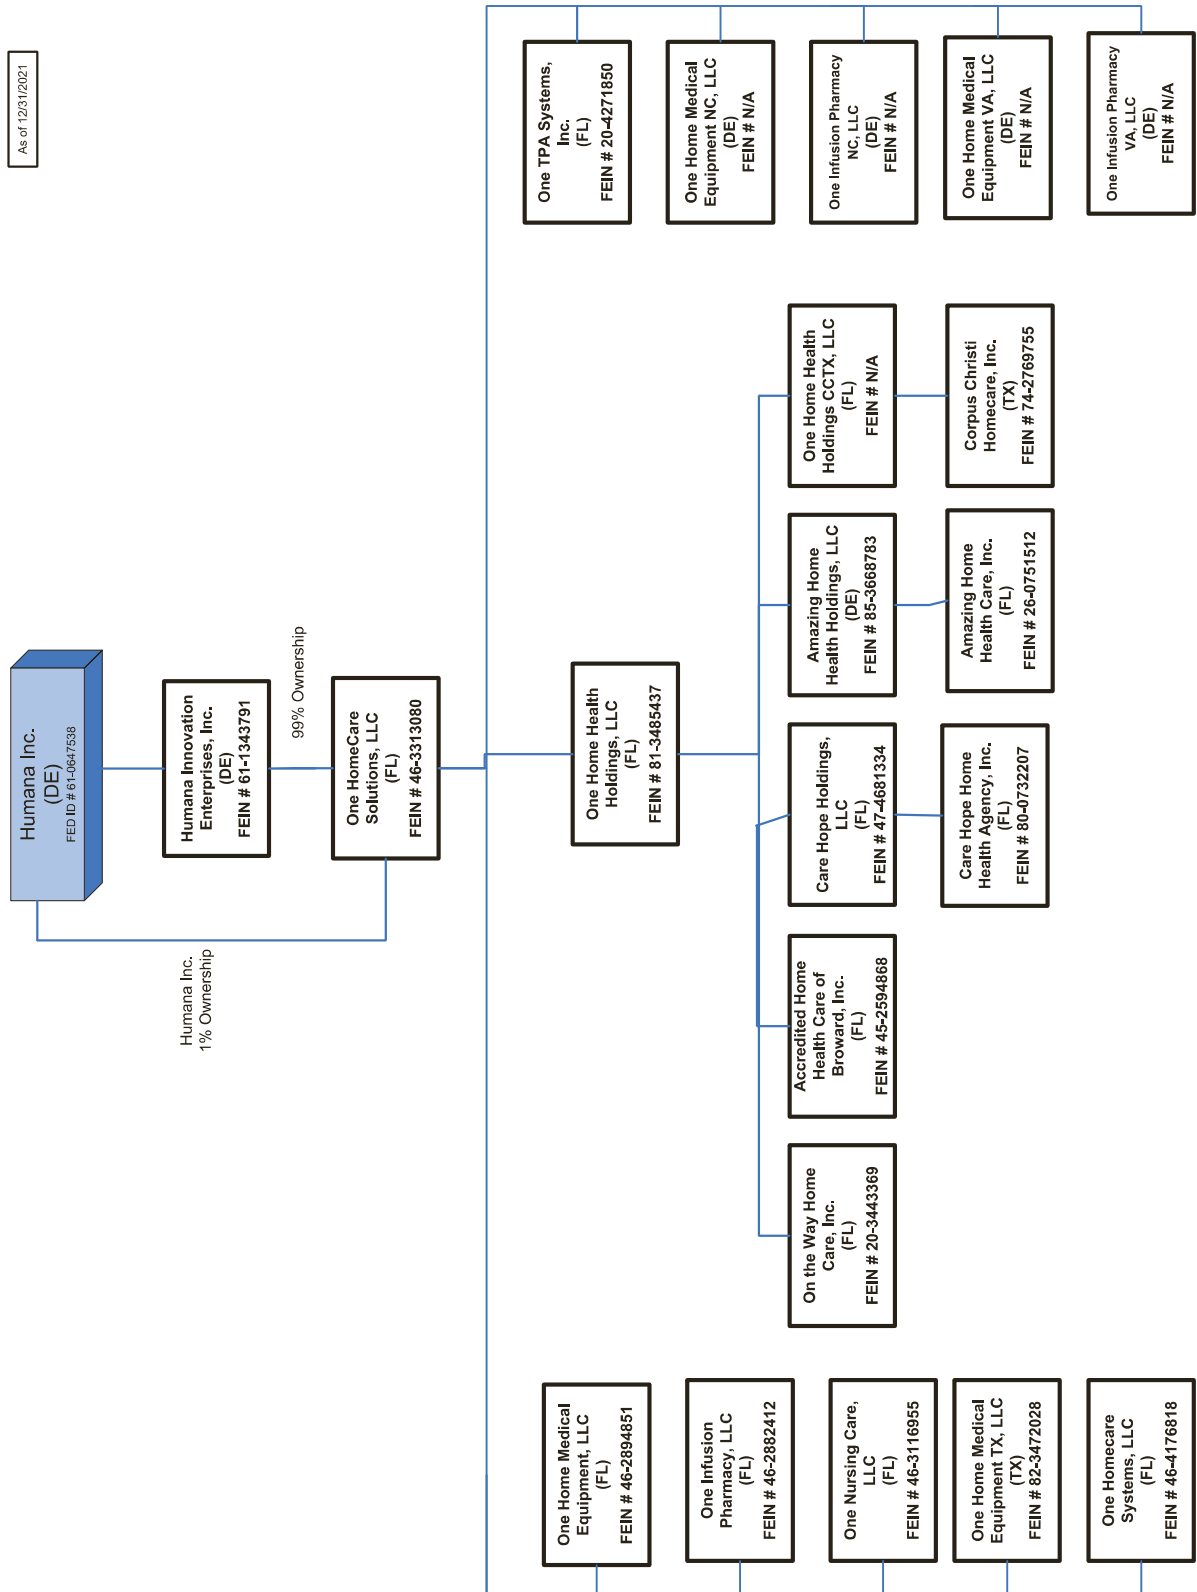 As of 12/31/2021
Humana Inc.
(DE)
FED ID # 61-0647538
Humana Innovation
Enterprises, Inc.
(DE)
FEIN # 61-1343791
99% Ownership
Humana Inc.
1% Ownership
One HomeCare
Solutions, LLC
(FL)
FEIN # 46-3313080
One Home Medical
Equipment, LLC
(FL)
FEIN # 46-2894851
One Infusion
Pharmacy, LLC
(FL)
FEIN # 46-2882412
One Nursing Care,
LLC
(FL)
FEIN # 46-3116955
One Home Medical
Equipment TX, LLC
(TX)
FEIN # 82-3472028
One Homecare
Systems, LLC
(FL)
FEIN # 46-4176818
One Home Health
Holdings, LLC
(FL)
FEIN # 81-3485437
On the Way Home
Care, Inc.
(FL)
FEIN # 20-3443369
Accredited Home
Health Care of
Broward, Inc.
(FL)
FEIN # 45-2594868
Care Hope Holdings,
LLC
(FL)
FEIN # 47-4681334
Amazing Home
Health Holdings, LLC
(DE)
FEIN # 85-3668783
One Home Health
Holdings CCTX, LLC
(FL)
FEIN # N/A
Care Hope Home
Health Agency, Inc.
(FL)
FEIN # 80-0732207
Amazing Home
Health Care, Inc.
(FL)
FEIN # 26-0751512
Corpus Christi
Homecare, Inc.
(TX)
FEIN # 74-2769755
One TPA Systems,
Inc.
(FL)
FEIN # 20-4271850
One Home Medical
Equipment NC, LLC
(DE)
FEIN # N/A
One Infusion Pharmacy
NC, LLC
(DE)
FEIN # N/A
One Home Medical
Equipment VA, LLC
(DE)
FEIN # N/A
One Infusion Pharmacy
VA, LLC
(DE)
FEIN # N/A